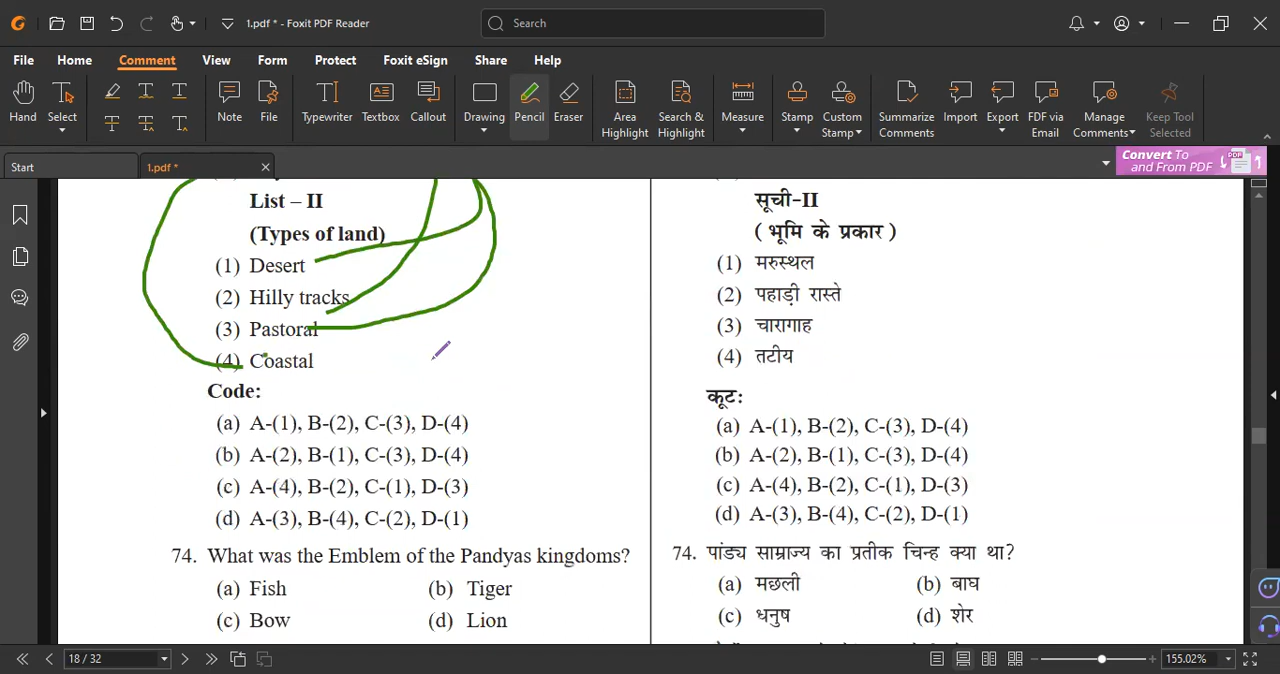 1.pdf * - Foxit PDF Reader
Search
File Home Comment View Form Protect Foxit eSign Share Help
Hand Select Note File Typewriter Textbox Callout Drawing Pencil Eraser Area Highlight Search & Highlight Measure Stamp Custom Stamp Summarize Comments Import Export FDF via Email Manage Comments Keep Tool Selected
Start 1.pdf *
Convert To and From PDF PDF
List – II
(Types of land)
(1) Desert
(2) Hilly tracks
(3) Pastoral
(4) Coastal
Code:
(a) A-(1), B-(2), C-(3), D-(4)
(b) A-(2), B-(1), C-(3), D-(4)
(c) A-(4), B-(2), C-(1), D-(3)
(d) A-(3), B-(4), C-(2), D-(1)
74. What was the Emblem of the Pandyas kingdoms?
(a) Fish (b) Tiger
(c) Bow (d) Lion
सूची-II
( भूमि के प्रकार )
(1) मरुस्थल
(2) पहाड़ी रास्ते
(3) चारागाह
(4) तटीय
कूटः
(a) A-(1), B-(2), C-(3), D-(4)
(b) A-(2), B-(1), C-(3), D-(4)
(c) A-(4), B-(2), C-(1), D-(3)
(d) A-(3), B-(4), C-(2), D-(1)
74. पांड्य साम्राज्य का प्रतीक चिन्ह क्या था?
(a) मछली (b) बाघ
(c) धनुष (d) शेर
18 / 32
155.02%